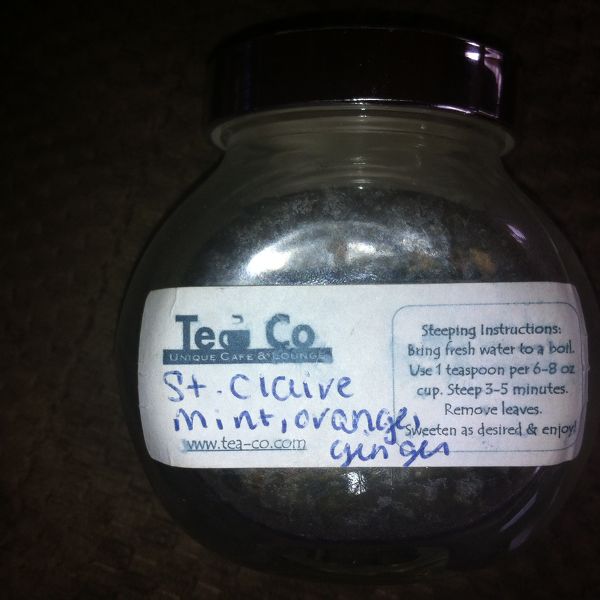 Tea Co
UNIQUE CAFE & LOUNGE
St. Claire
mint, orange,
ginger
www.tea-co.com
Steeping Instructions:
Bring fresh water to a boil.
Use 1 teaspoon per 6-8 oz
cup. Steep 3-5 minutes.
Remove leaves.
Sweeten as desired & enjoy!